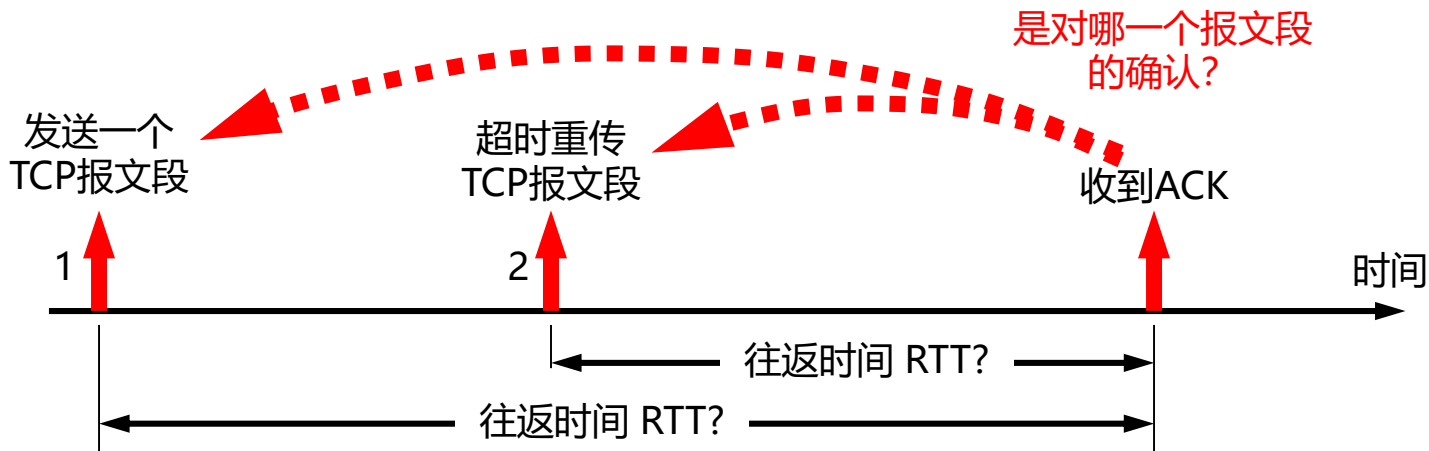 是对哪一个报文段
的确认？
发送一个
TCP报文段
超时重传
TCP报文段
收到ACK
1
2
时间
往返时间 RTT？
往返时间 RTT？